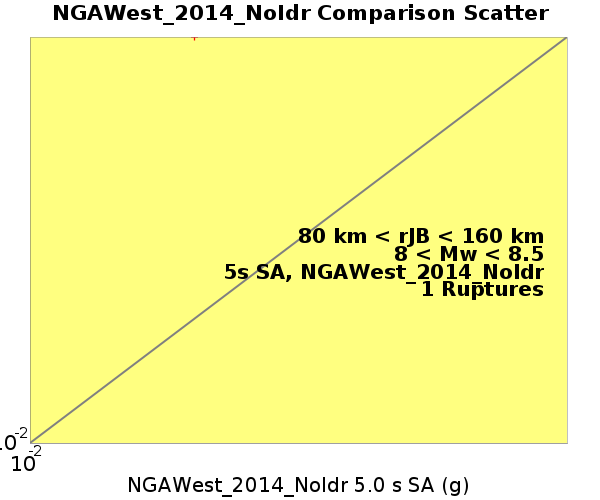 NGAWest_2014_NoIdr Comparison Scatter
80 km < rJB < 160 km
8 < Mw < 8.5
5s SA, NGAWest_2014_NoIdr
1 Ruptures
10-2
10-2
NGAWest_2014_NoIdr 5.0 s SA (g)